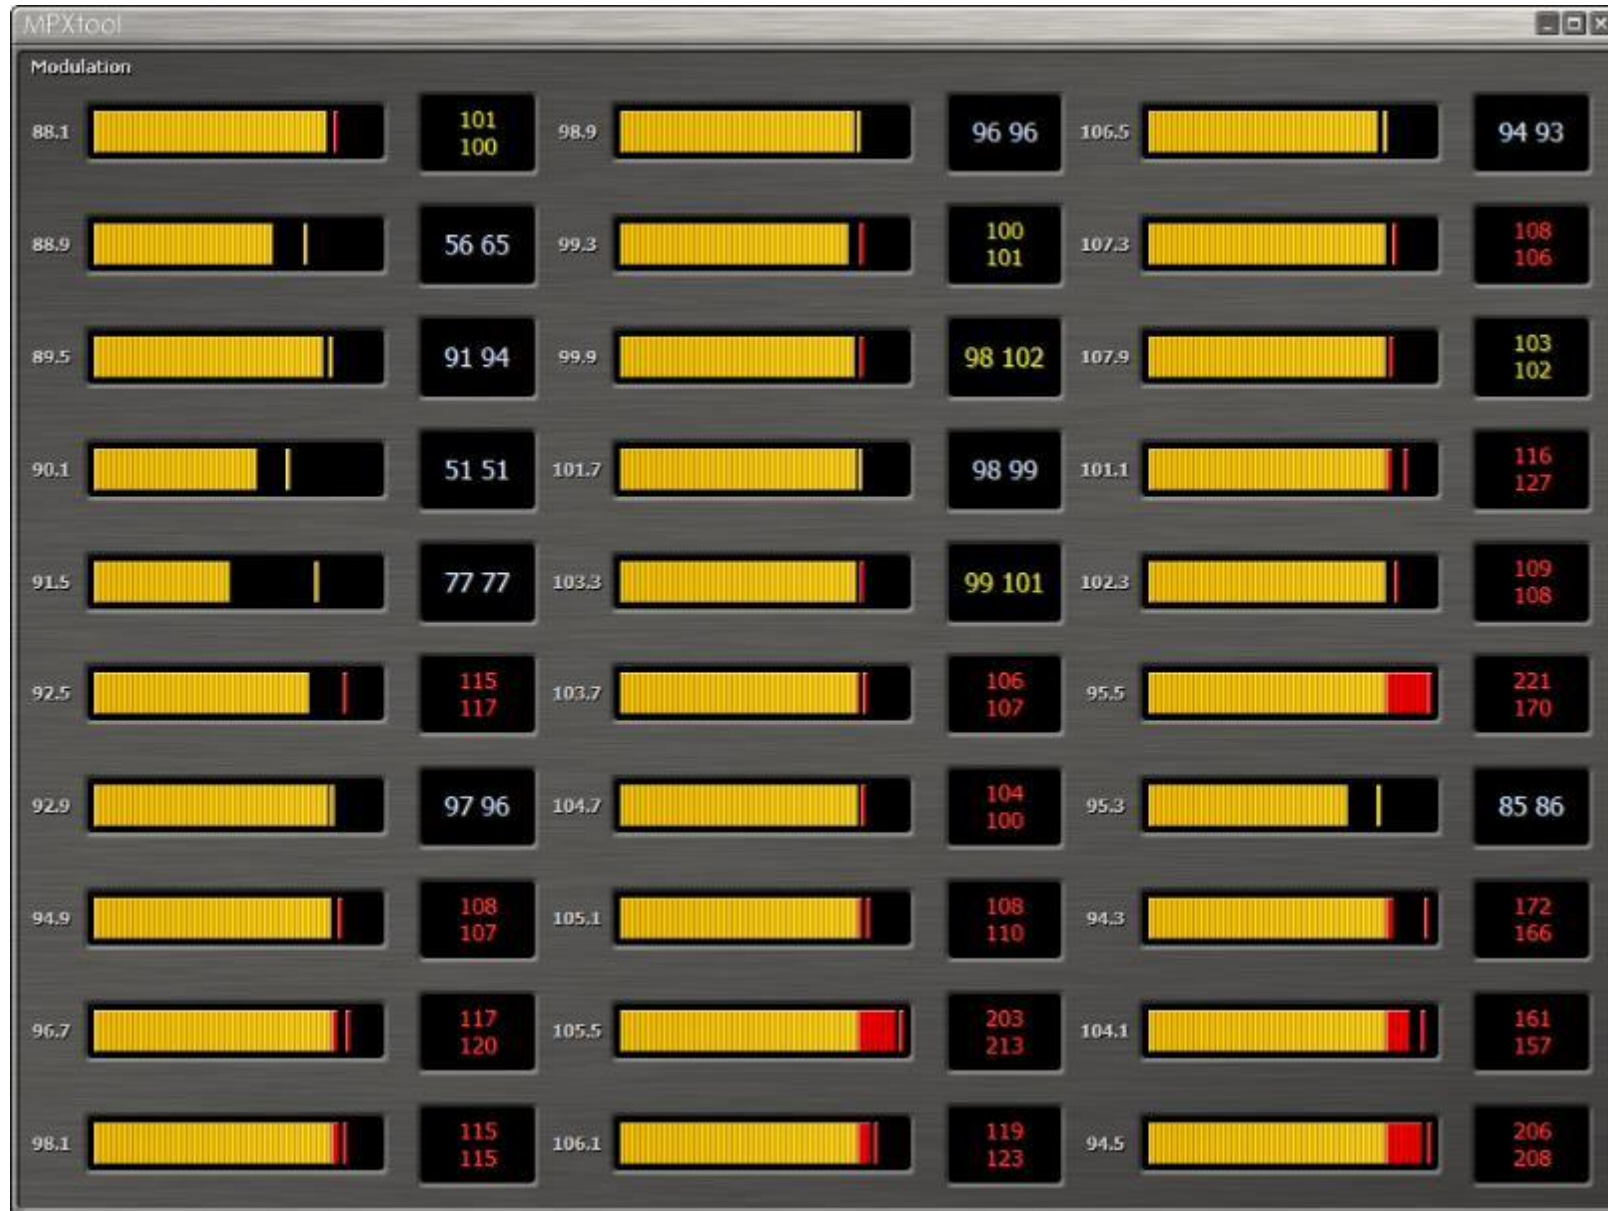 MPXtool
Modulation
88.1 101 100 98.9 96 96 106.5 94 93
88.9 56 65 99.3 100 101 107.3 108 106
89.5 91 94 99.9 98 102 107.9 103 102
90.1 51 51 101.7 98 99 101.1 116 127
91.5 77 77 103.3 99 101 102.3 109 108
92.5 115 117 103.7 106 107 95.5 221 170
92.9 97 96 104.7 104 100 95.3 85 86
94.9 108 107 105.1 108 110 94.3 172 166
96.7 117 120 105.5 203 213 104.1 161 157
98.1 115 115 106.1 119 123 94.5 206 208